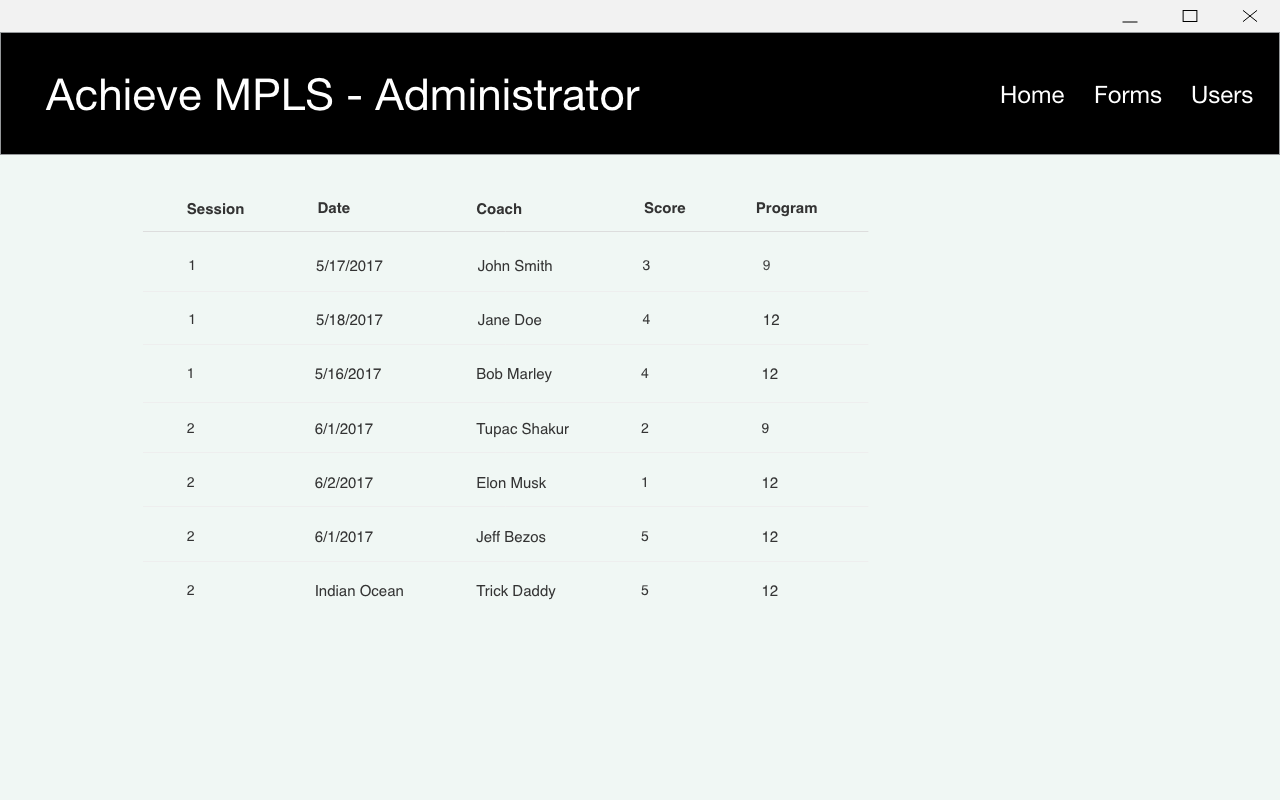 Achieve MPLS - Administrator Home Forms Users
Session Date Coach Score Program
1 5/17/2017 John Smith 3 9
1 5/18/2017 Jane Doe 4 12
1 5/16/2017 Bob Marley 4 12
2 6/1/2017 Tupac Shakur 2 9
2 6/2/2017 Elon Musk 1 12
2 6/1/2017 Jeff Bezos 5 12
2 Indian Ocean Trick Daddy 5 12